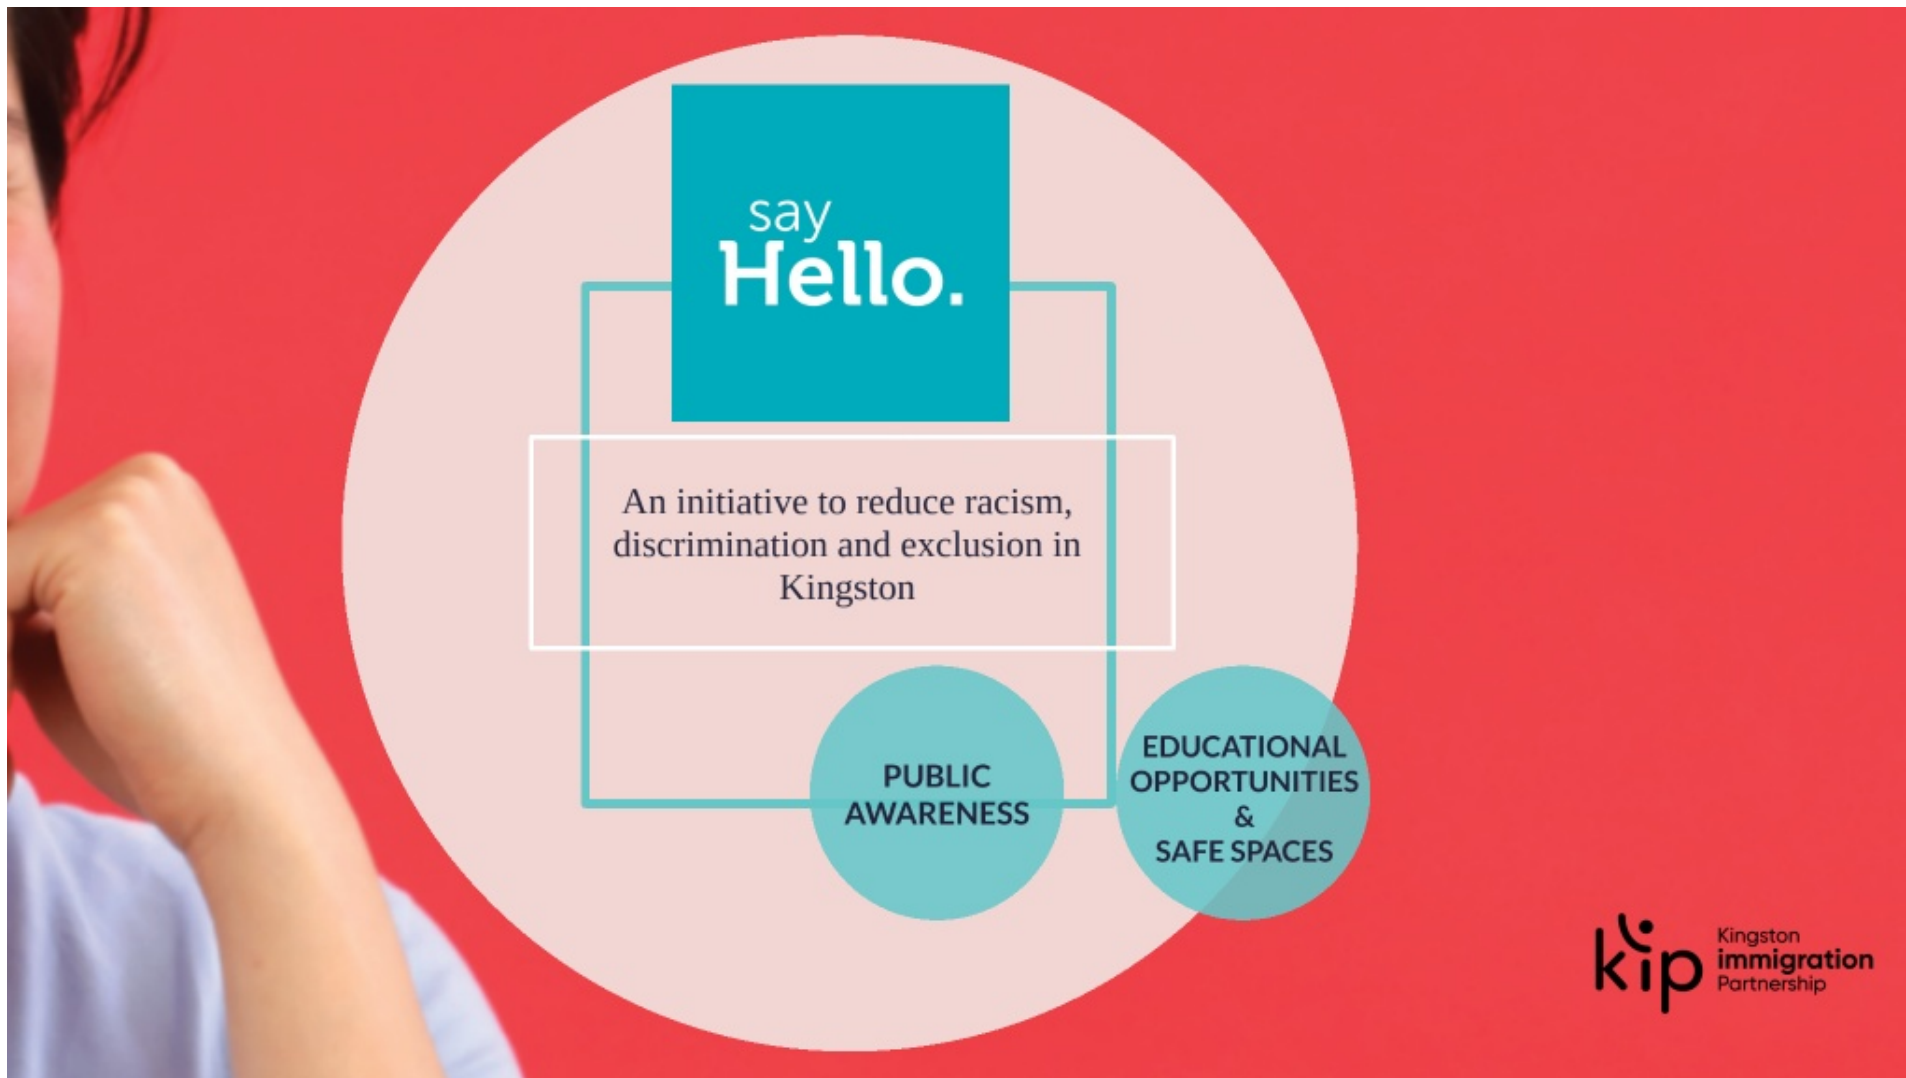 say
Hello.
An initiative to reduce racism,
discrimination and exclusion in
Kingston
PUBLIC
AWARENESS
EDUCATIONAL
OPPORTUNITIES
&
SAFE SPACES
kip
Kingston
immigration
Partnership